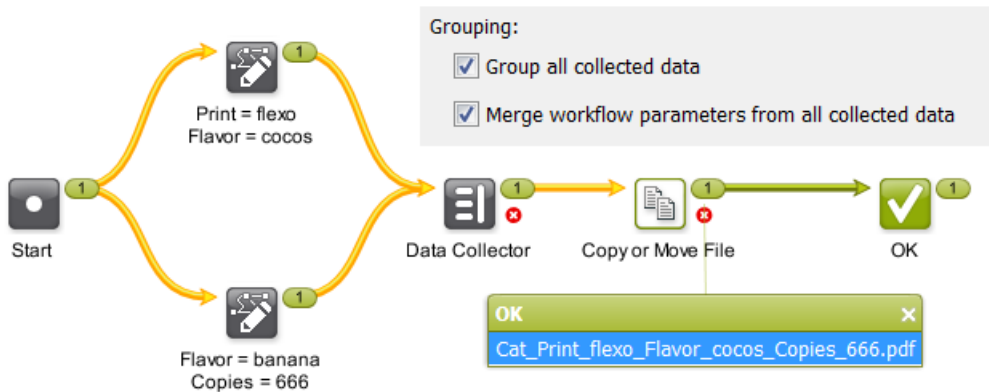 Grouping:
Group all collected data
Merge workflow parameters from all collected data
1
Print = flexo
Flavor = cocos
1
Start
1
Data Collector
1
Copy or Move File
1
OK
1
Flavor = banana
Copies = 666
OK
Cat_Print_flexo_Flavor_cocos_Copies_666.pdf